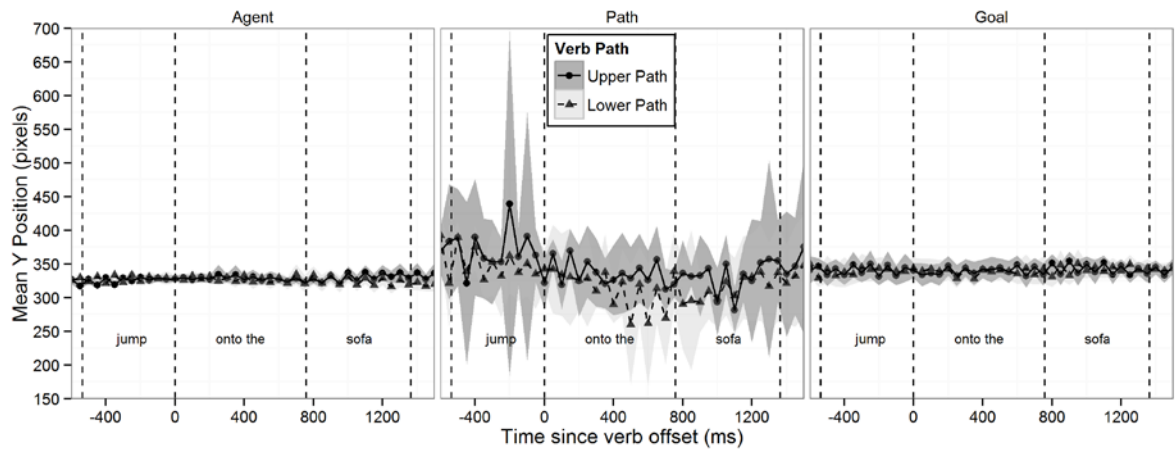 Agent
Path
Goal
Mean Y Position (pixels)
700
650
600
550
500
450
400
350
300
250
200
150
Verb Path
Upper Path
Lower Path
jump
onto the
sofa
jump
onto the
sofa
jump
onto the
sofa
-400
0
400
800
1200
-400
0
400
800
1200
-400
0
400
800
1200
Time since verb offset (ms)